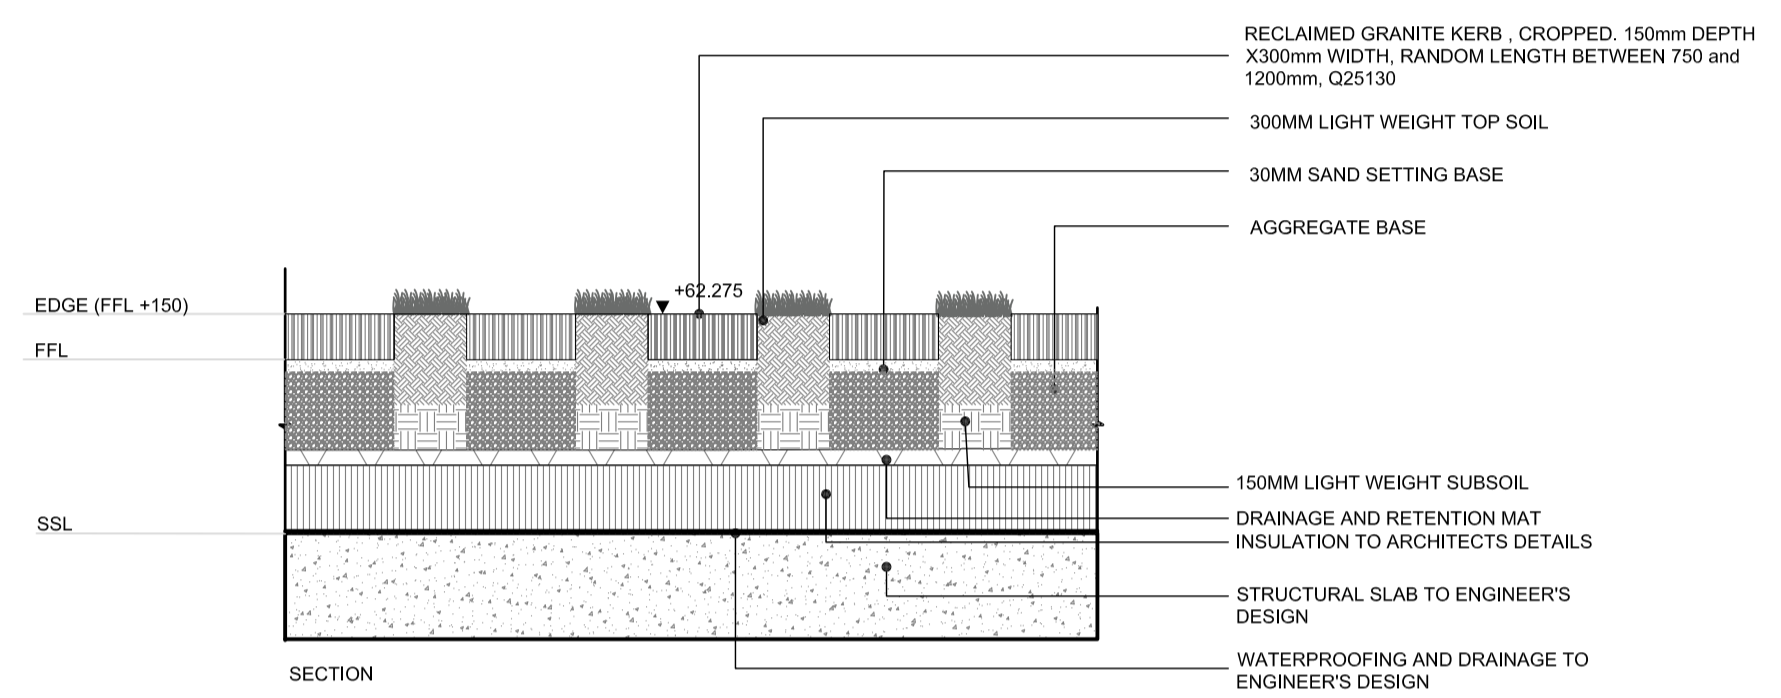 RECLAIMED GRANITE KERB , CROPPED. 150mm DEPTH
X300mm WIDTH, RANDOM LENGTH BETWEEN 750 and
1200mm, Q25130
300MM LIGHT WEIGHT TOP SOIL
30MM SAND SETTING BASE
AGGREGATE BASE
+62.275
EDGE (FFL +150)
FFL
SSL
150MM LIGHT WEIGHT SUBSOIL
DRAINAGE AND RETENTION MAT
INSULATION TO ARCHITECTS DETAILS
STRUCTURAL SLAB TO ENGINEER'S
DESIGN
WATERPROOFING AND DRAINAGE TO
ENGINEER'S DESIGN
SECTION